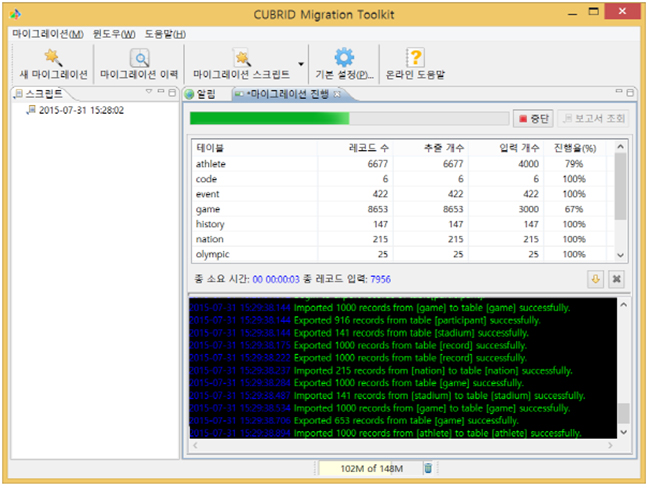 CUBRID Migration Toolkit
마이그레이션(M) 윈도우(W) 도움말(H)
새 마이그레이션 마이그레이션 이력 마이그레이션 스크립트 기본 설정(P)... 온라인 도움말
스크립트
2015-07-31 15:28:02
알림 *마이그레이션 진행
중단 보고서 조회
테이블 레코드 수 추출 개수 입력 개수 진행율(%)
athlete 6677 6677 4000 79%
code 6 6 6 100%
event 422 422 422 100%
game 8653 8653 3000 67%
history 147 147 147 100%
nation 215 215 215 100%
olympic 25 25 25 100%
총 소요 시간: 00 00:00:03 총 레코드 입력: 7956
2015-07-31 15:29:38.144 Imported 1000 records from [game] to table [game] successfully.
2015-07-31 15:29:38.144 Exported 916 records from table [participant] successfully.
2015-07-31 15:29:38.144 Exported 141 records from table [stadium] successfully.
2015-07-31 15:29:38.175 Exported 1000 records from table [record] successfully.
2015-07-31 15:29:38.222 Exported 1000 records from table [record] successfully.
2015-07-31 15:29:38.237 Imported 215 records from [nation] to table [nation] successfully.
2015-07-31 15:29:38.284 Exported 1000 records from table [game] successfully.
2015-07-31 15:29:38.487 Imported 141 records from [stadium] to table [stadium] successfully.
2015-07-31 15:29:38.534 Imported 1000 records from [game] to table [game] successfully.
2015-07-31 15:29:38.706 Exported 653 records from table [game] successfully.
2015-07-31 15:29:38.894 Imported 1000 records from [athlete] to table [athlete] successfully.
102M of 148M